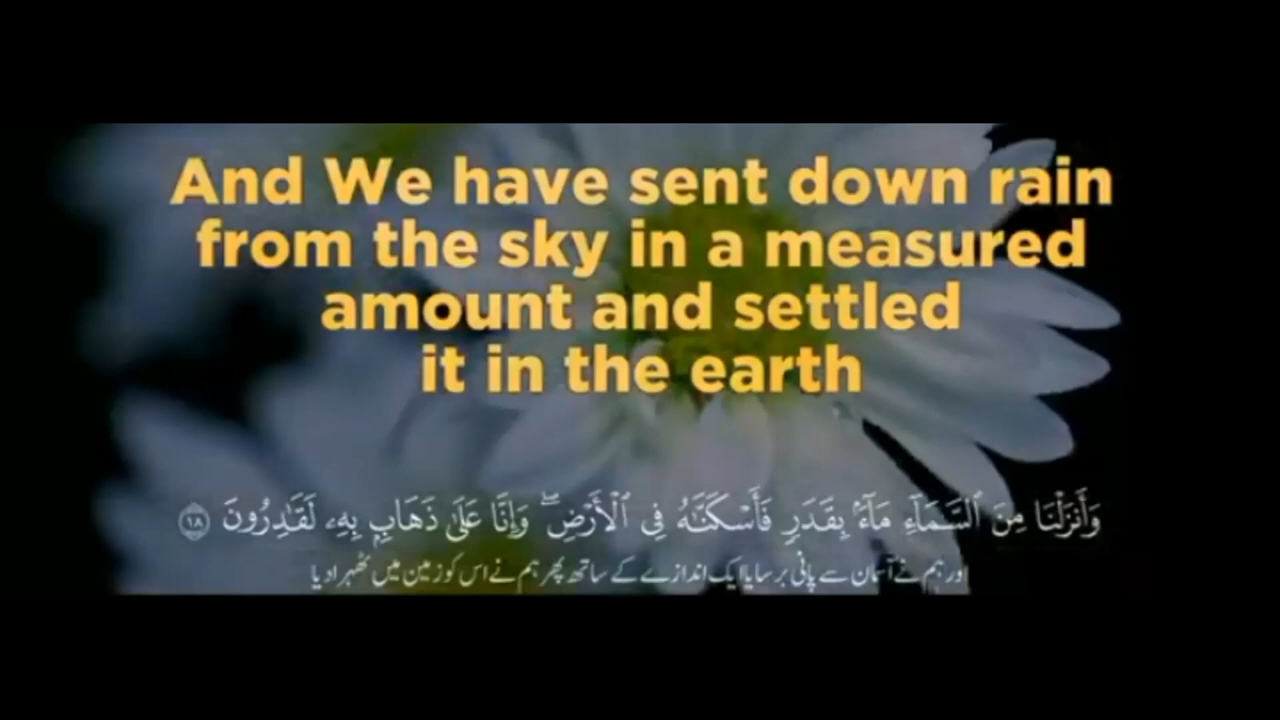 And We have sent down rain
from the sky in a measured
amount and settled
it in the earth
وَأَنزَلْنَا مِنَ ٱلسَّمَآءِ مَآءًۢ بِقَدَرٍ فَأَسْكَنَّٰهُ فِى ٱلْأَرْضِ ۖ وَإِنَّا عَلَىٰ ذَهَابٍۭ بِهِۦ لَقَٰدِرُونَ ١٨
اور ہم نے آسمان سے پانی برسایا ایک اندازے کے ساتھ پھر ہم نے اس کو زمین میں ٹھہرا دیا